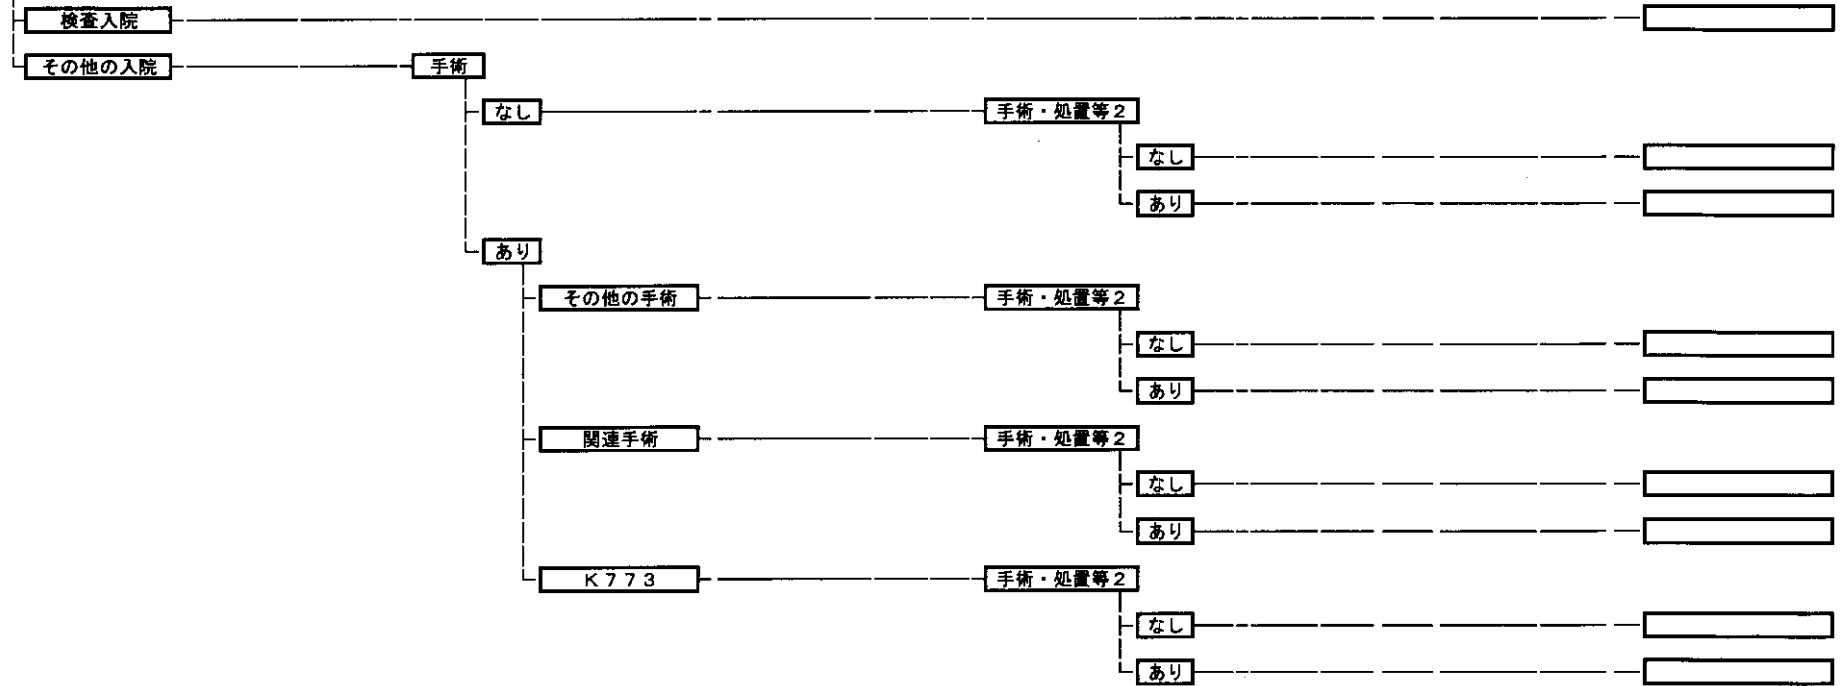 検査入院
その他の入院 手術
なし 手術・処置等2
なし
あり
あり
その他の手術 手術・処置等2
なし
あり
関連手術 手術・処置等2
なし
あり
K773 手術・処置等2
なし
あり